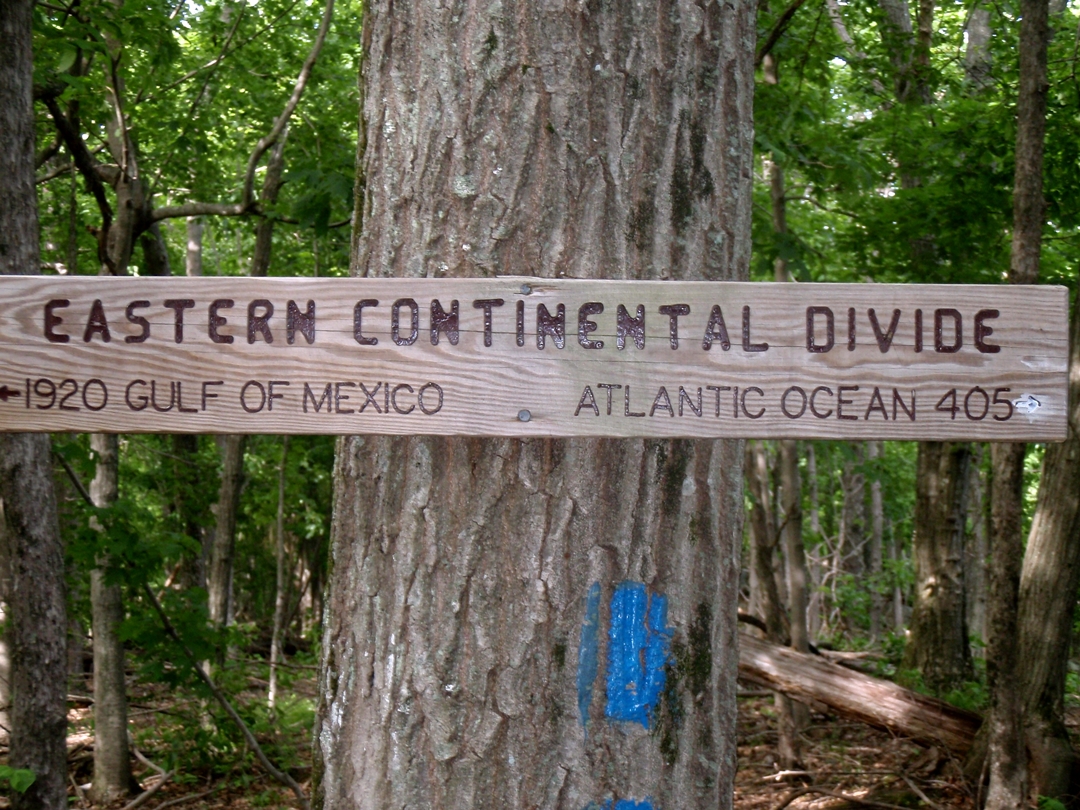 EASTERN CONTINENTAL DIVIDE
←1920 GULF OF MEXICO ATLANTIC OCEAN 405→